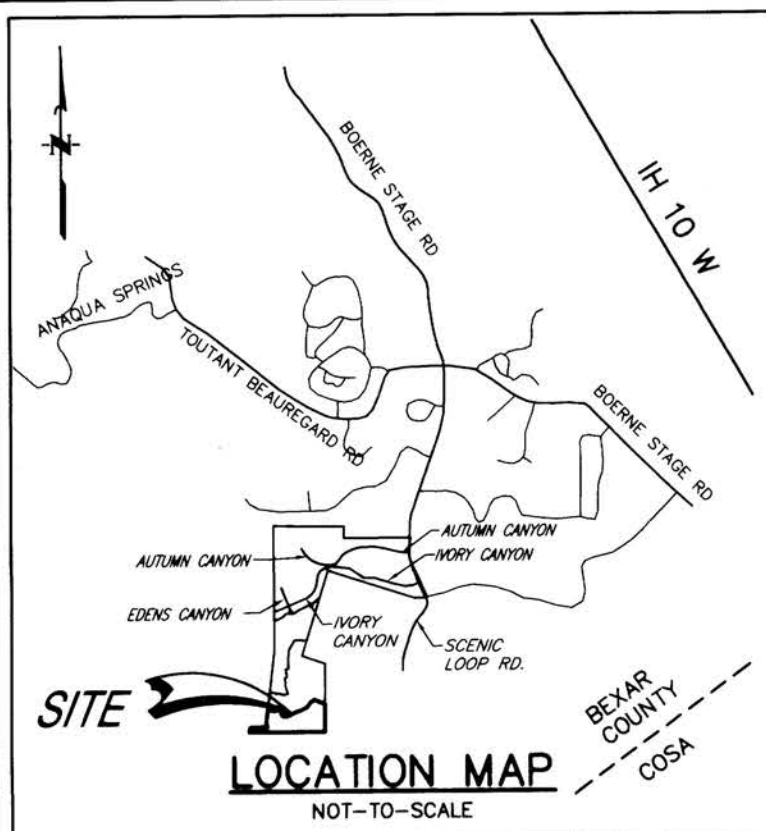 N
BOERNE STAGE RD
IH 10 W
ANAQUA SPRINGS
TOUTANT BEAUREGARD RD
BOERNE STAGE RD
AUTUMN CANYON
AUTUMN CANYON
IVORY CANYON
EDENS CANYON
IVORY
CANYON
SCENIC
LOOP RD.
SITE
BEXAR
COUNTY
COSA
LOCATION MAP
NOT-TO-SCALE